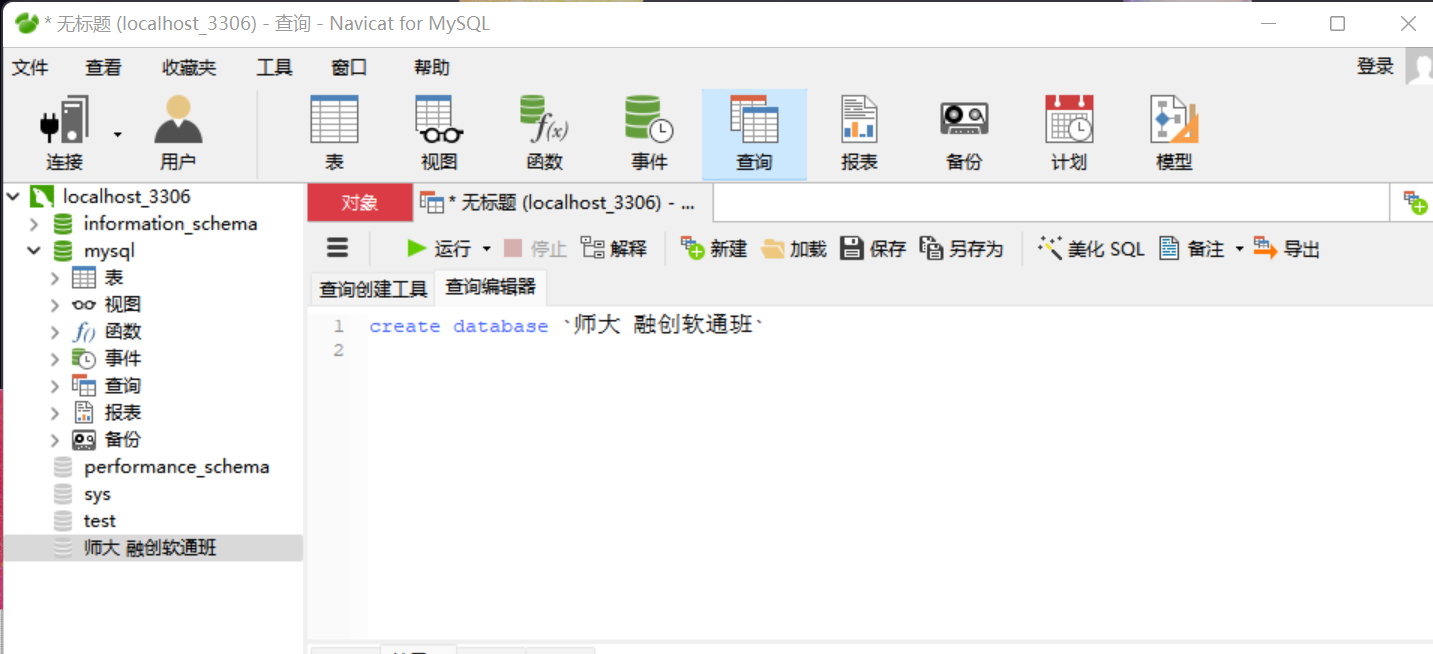 * 无标题 (localhost_3306) - 查询 - Navicat for MySQL
文件 查看 收藏夹 工具 窗口 帮助 登录
连接 用户 表 视图 函数 事件 查询 报表 备份 计划 模型
localhost_3306
information_schema
mysql
表
视图
函数
事件
查询
报表
备份
performance_schema
sys
test
师大 融创软通班
对象 * 无标题 (localhost_3306) - ...
运行 停止 解释 新建 加载 保存 另存为 美化 SQL 备注 导出
查询创建工具 查询编辑器
1 create database `师大 融创软通班`
2